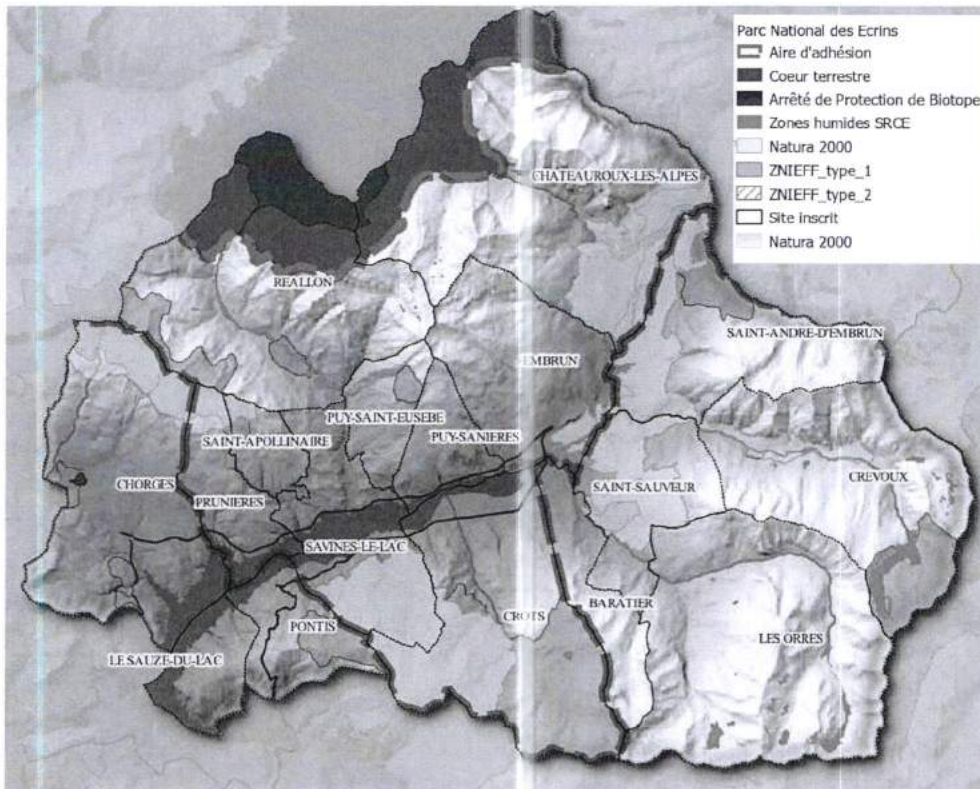 Parc National des Ecrins
Aire d'adhésion
Coeur terrestre
Arrêté de Protection de Biotope
Zones humides SRCE
Natura 2000
ZNIEFF_type_1
ZNIEFF_type_2
Site inscrit
Natura 2000
CHÂTEAUROUX-LES-ALPES
REALLON
SAINT-ANDRE-D'EMBRUN
EMBRUN
PUY-SAINT-EUSEBE
SAINT-APOLLINAIRE
PUY-SANIERES
CHORGES
PRUNIERES
SAINT-SAUVEUR
CREVOUX
SAVINES-LE-LAC
BARATIER
CROTS
PONTIS
LES ORRES
LE SAUZE-DU-LAC